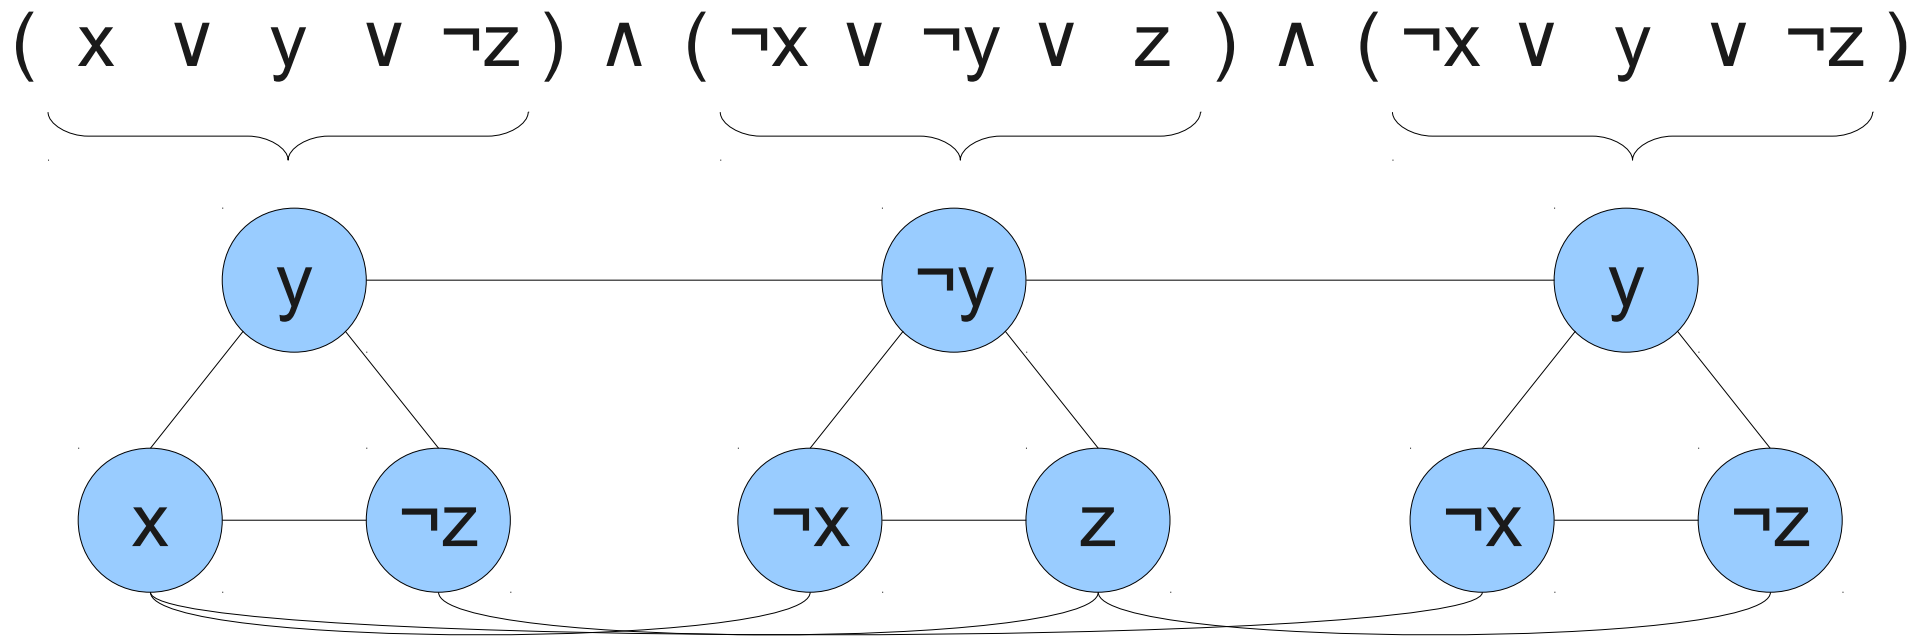 ( x ∨ y ∨ ¬z ) ∧ ( ¬x ∨ ¬y ∨ z ) ∧ ( ¬x ∨ y ∨ ¬z )
y ¬y y
x ¬z ¬x z ¬x ¬z